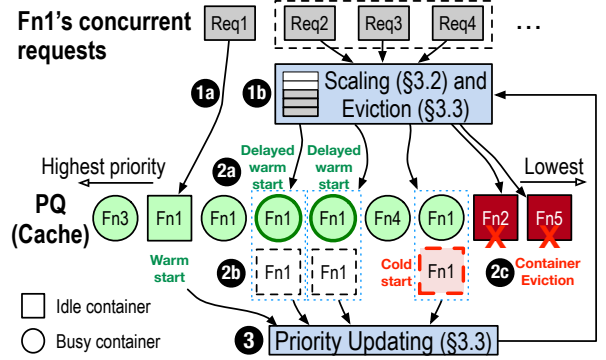 Fn1's concurrent
requests
Req1
Req2 Req3 Req4 ...
1a
1b
Scaling (§3.2) and
Eviction (§3.3)
Highest priority
2a
Delayed
warm
start
Delayed
warm
start
Lowest
PQ
(Cache)
Fn3 Fn1 Fn1 Fn1 Fn1 Fn4 Fn1 Fn2 Fn5
X X
Warm
start
2b
Fn1 Fn1
Cold
start
Fn1
2c
Container
Eviction
Idle container
Busy container
3
Priority Updating (§3.3)